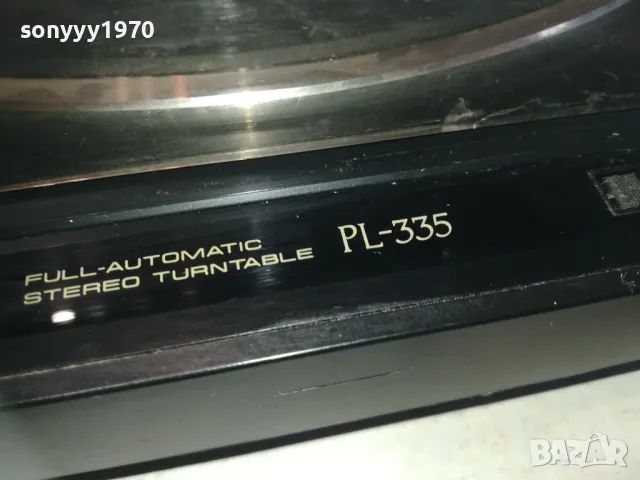 sonyyy1970
FULL-AUTOMATIC
STEREO TURNTABLE PL-335
BAZAR